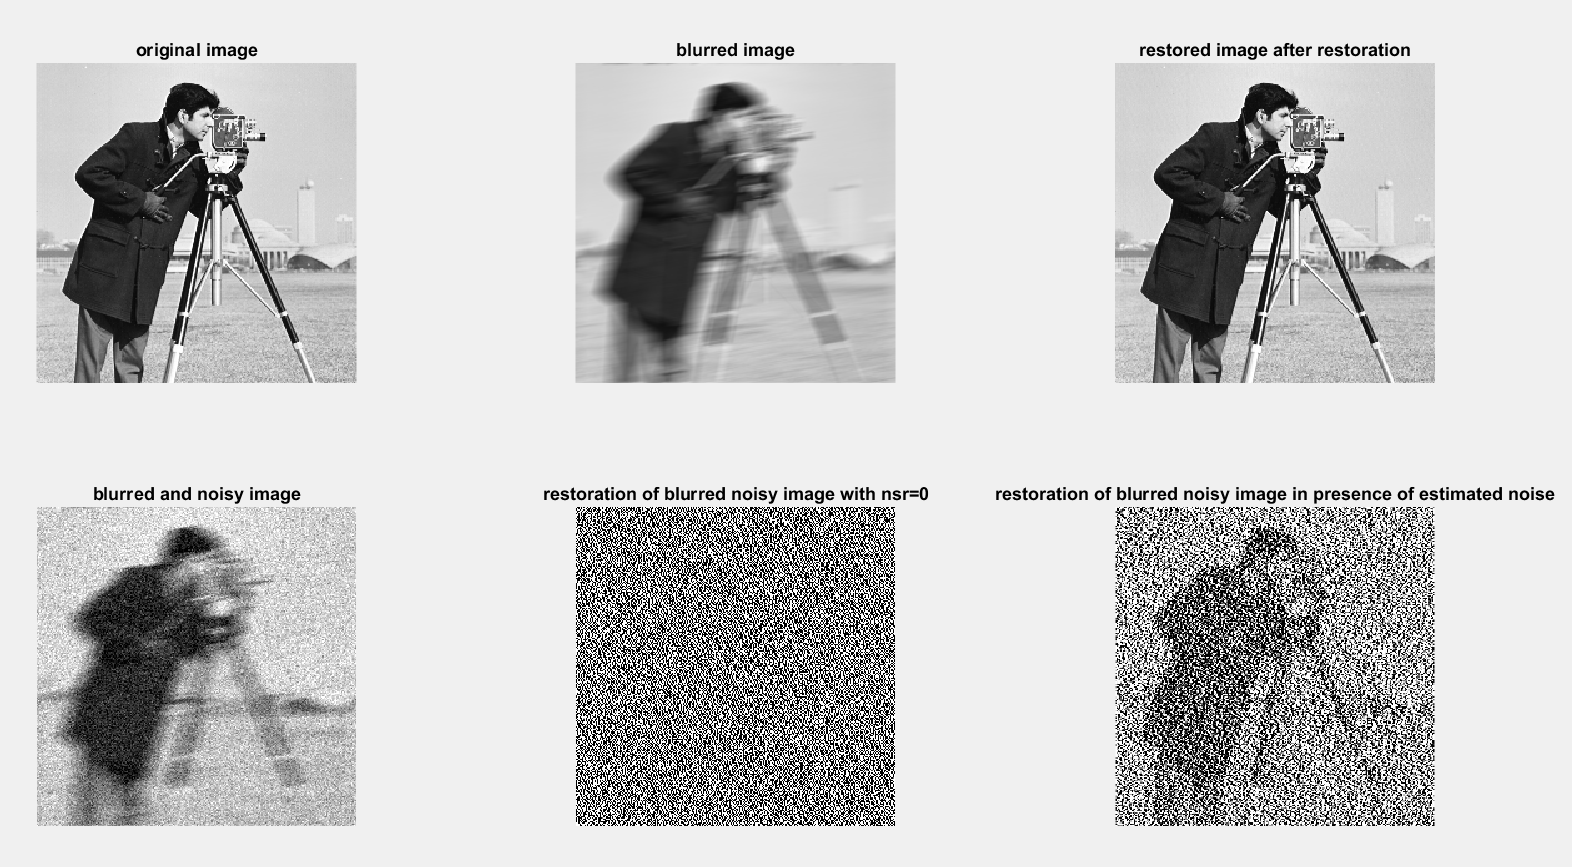 original image
blurred image
restored image after restoration
blurred and noisy image
restoration of blurred noisy image with nsr=0
restoration of blurred noisy image in presence of estimated noise